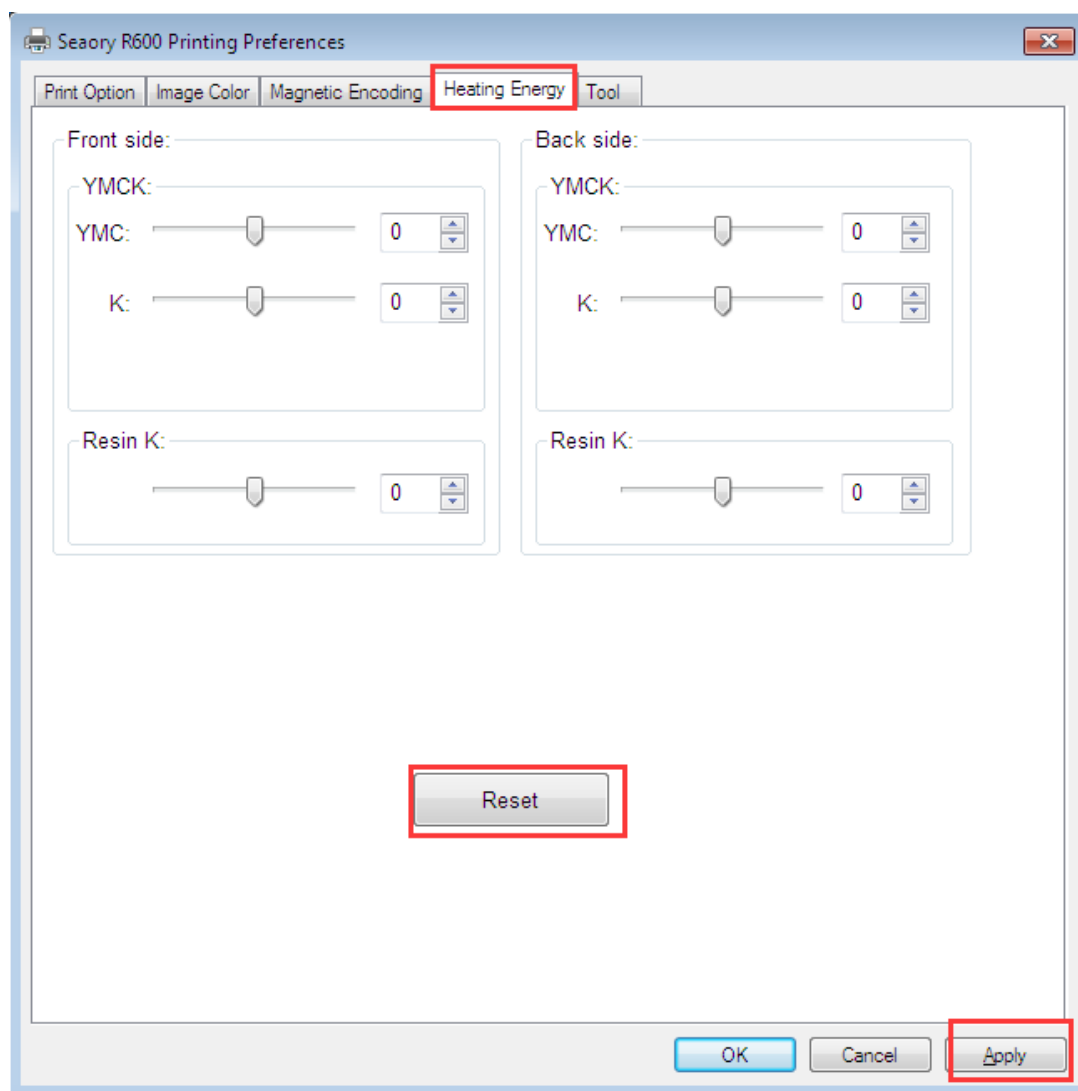 Seaory R600 Printing Preferences
Print Option Image Color Magnetic Encoding Heating Energy Tool
Front side: Back side:
YMCK: YMCK:
YMC: 0 YMC: 0
K: 0 K: 0
Resin K: Resin K:
0 0
Reset
OK Cancel Apply